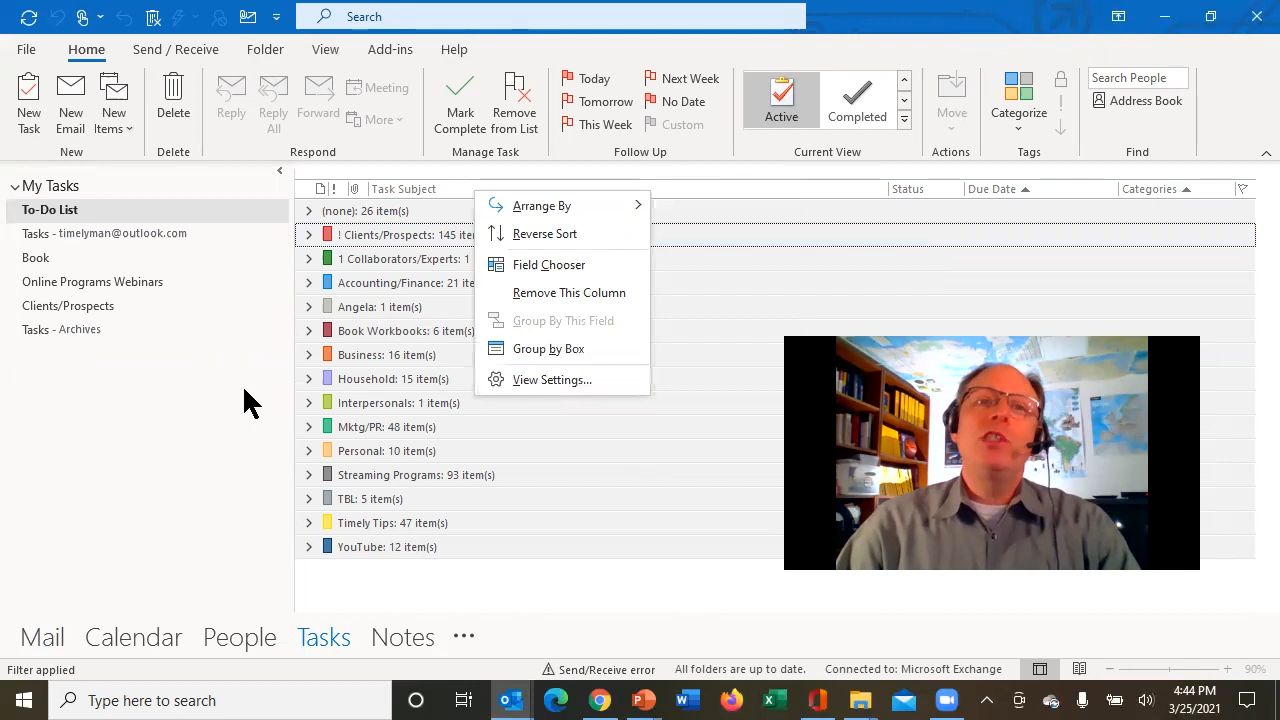 Search
File Home Send / Receive Folder View Add-ins Help
New Task
New Email
New Items
New
Delete
Delete
Reply
Reply All
Forward
Meeting
More
Respond
Mark Complete
Remove from List
Manage Task
Today
Tomorrow
This Week
Next Week
No Date
Custom
Follow Up
Active
Completed
Current View
Move
Actions
Categorize
Tags
Search People
Address Book
Find
My Tasks
To-Do List
Tasks - timelyman@outlook.com
Book
Online Programs Webinars
Clients/Prospects
Tasks - Archives
Task Subject Status Due Date Categories
(none): 26 item(s)
! Clients/Prospects: 145 iter
1 Collaborators/Experts: 1
Accounting/Finance: 21 ite
Angela: 1 item(s)
Book Workbooks: 6 item(s)
Business: 16 item(s)
Household: 15 item(s)
Interpersonals: 1 item(s)
Mktg/PR: 48 item(s)
Personal: 10 item(s)
Streaming Programs: 93 item(s)
TBL: 5 item(s)
Timely Tips: 47 item(s)
YouTube: 12 item(s)
Arrange By
Reverse Sort
Field Chooser
Remove This Column
Group By This Field
Group by Box
View Settings...
Mail Calendar People Tasks Notes
Filter applied Send/Receive error All folders are up to date. Connected to: Microsoft Exchange 90%
Type here to search
4:44 PM
3/25/2021